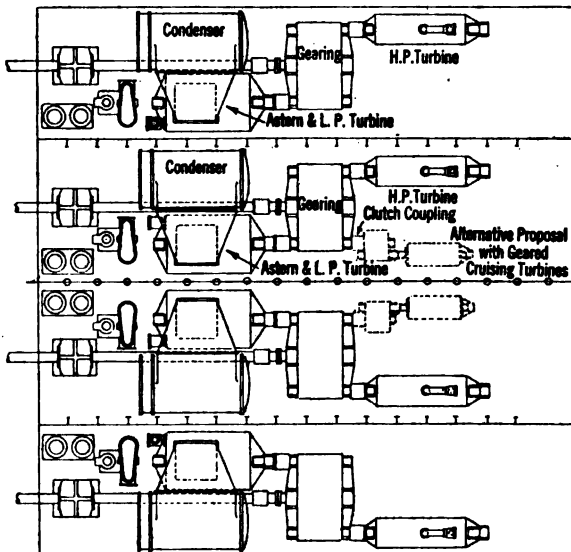 Condenser
Gearing
H.P. Turbine
Astern & L. P. Turbine
Condenser
Gearing
H.P. Turbine
Clutch Coupling
Alternative Proposal
with Geared
Cruising Turbines
Astern & L. P. Turbine